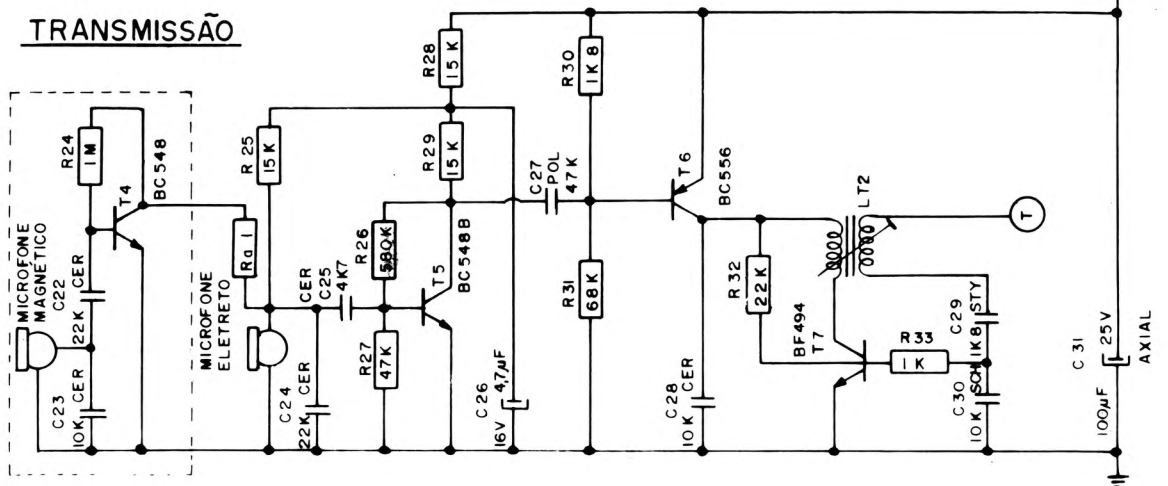 TRANSMISSÃO
MICROFONE
MAGNÉTICO
R24
1M
T4
BC548
C22
22K CER
C23
10K CER
R25
15K
Ra1
MICROFONE
ELETRETO
C24
22K CER
CER
C25
4K7
R26
R27
47K
R28
15K
R29
15K
T5
BC548B
C26
4,7µF
16V
C27
POL
47K
R30
1K8
R31
68K
T6
BC556
C28
10K CER
R32
22K
LT2
T
BF494
T7
R33
1K
C29
1K8 STY
C30
10K SCH
C31
25V
100µF
AXIAL